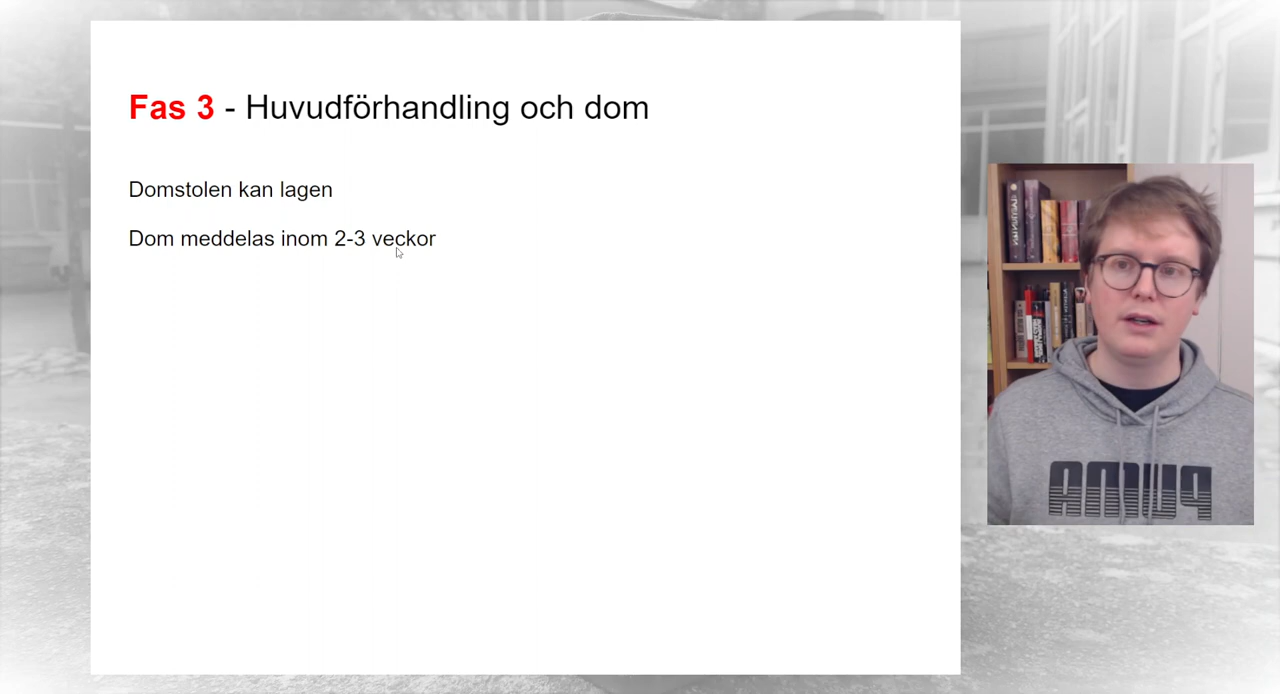 Fas 3 - Huvudförhandling och dom
Domstolen kan lagen
Dom meddelas inom 2-3 veckor